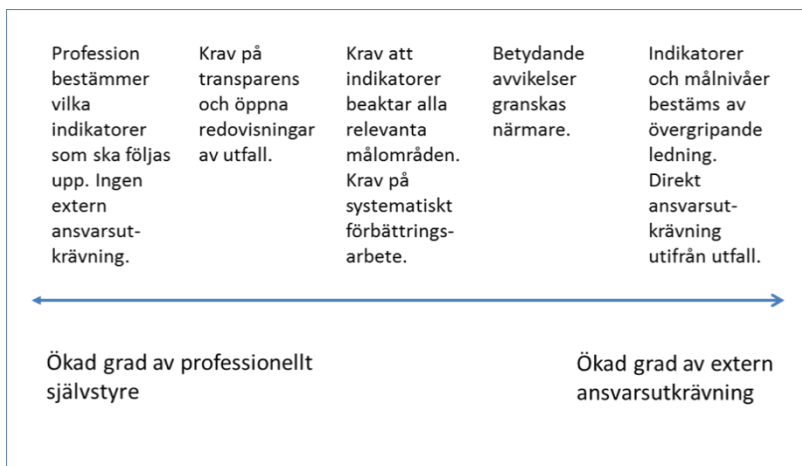 Profession
bestämmer
vilka
indikatorer
som ska följas
upp. Ingen
extern
ansvarsut-
krävning.
Krav på
transparens
och öppna
redovisningar
av utfall.
Krav att
indikatorer
beaktar alla
relevanta
målområden.
Krav på
systematiskt
förbättrings-
arbete.
Betydande
avvikelser
granskas
närmare.
Indikatorer
och målnivåer
bestäms av
övergripande
ledning.
Direkt
ansvarsut-
krävning
utifrån utfall.
Ökad grad av professionellt
självstyre
Ökad grad av extern
ansvarsutkrävning